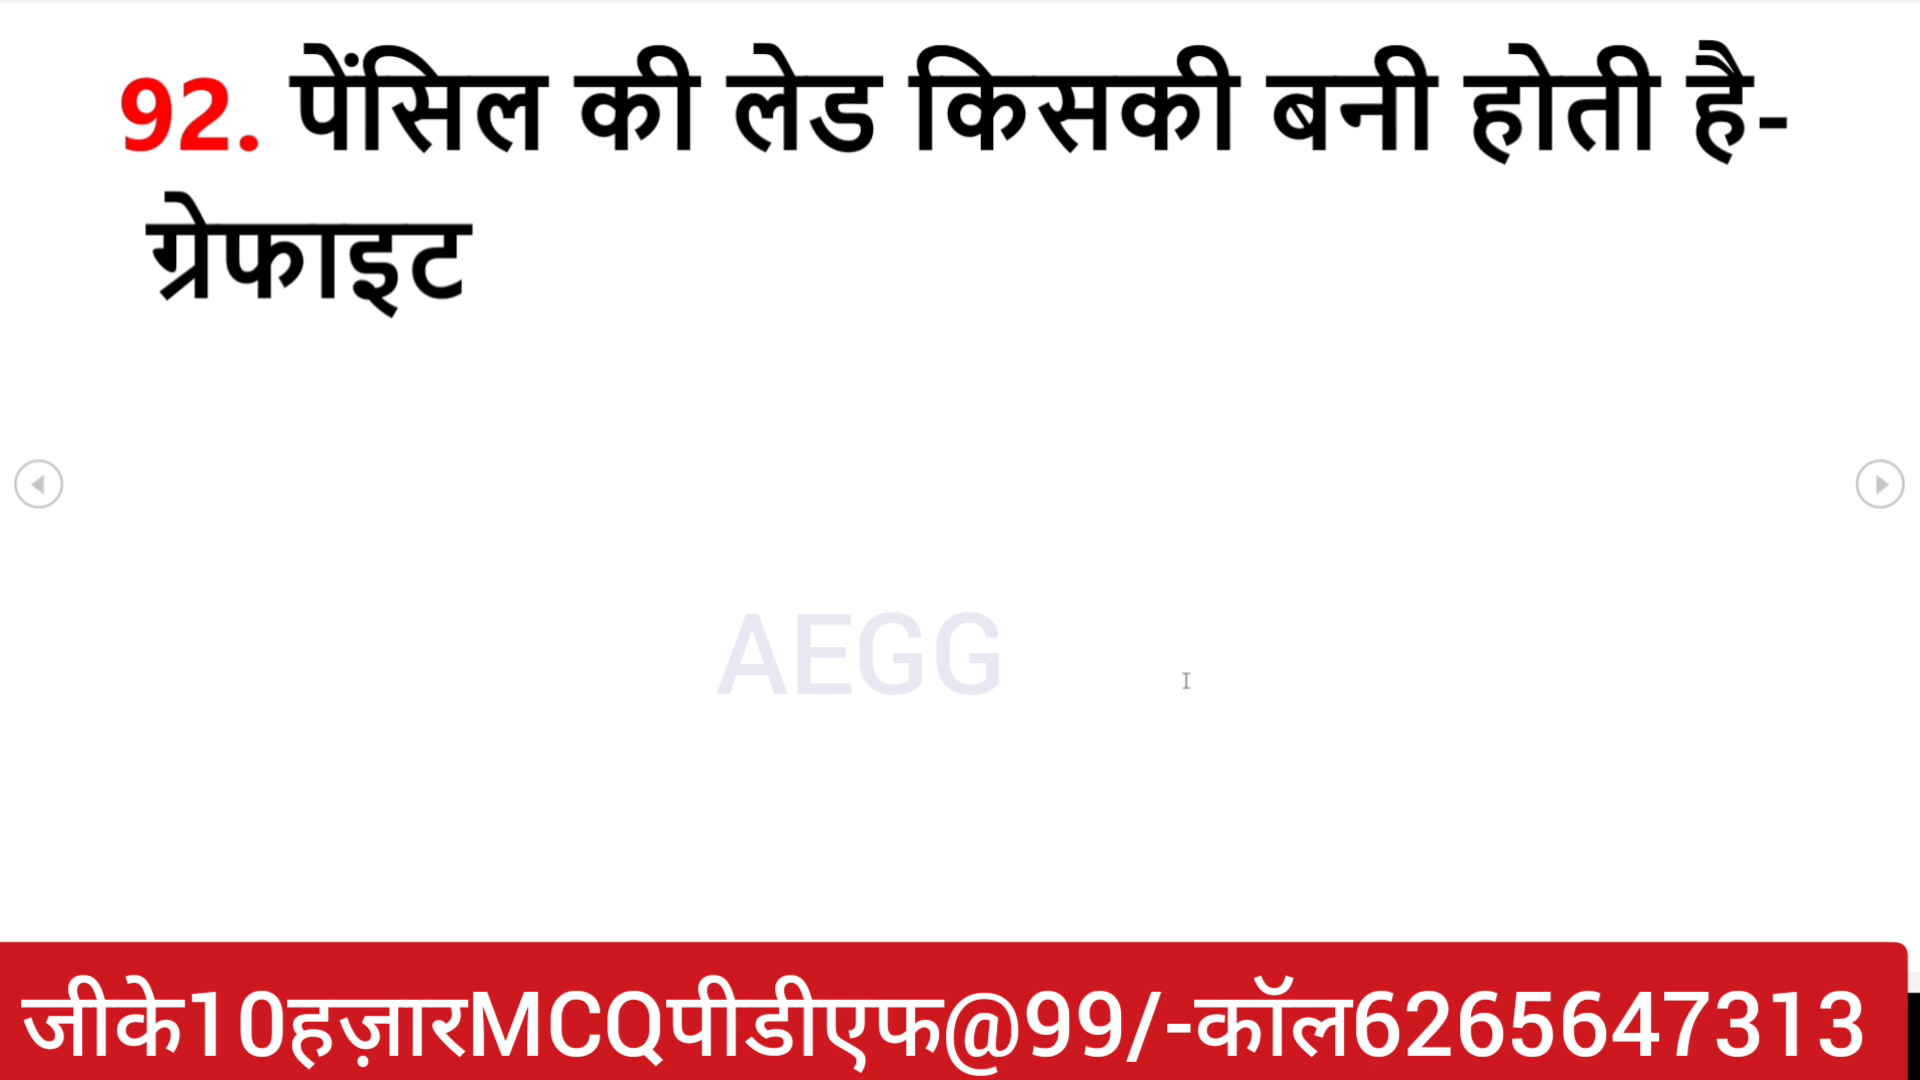 92. पेंसिल की लेड किसकी बनी होती है-
ग्रेफाइट
AEGG
जीके10हज़ारMCQपीडीएफ@99/-कॉल6265647313